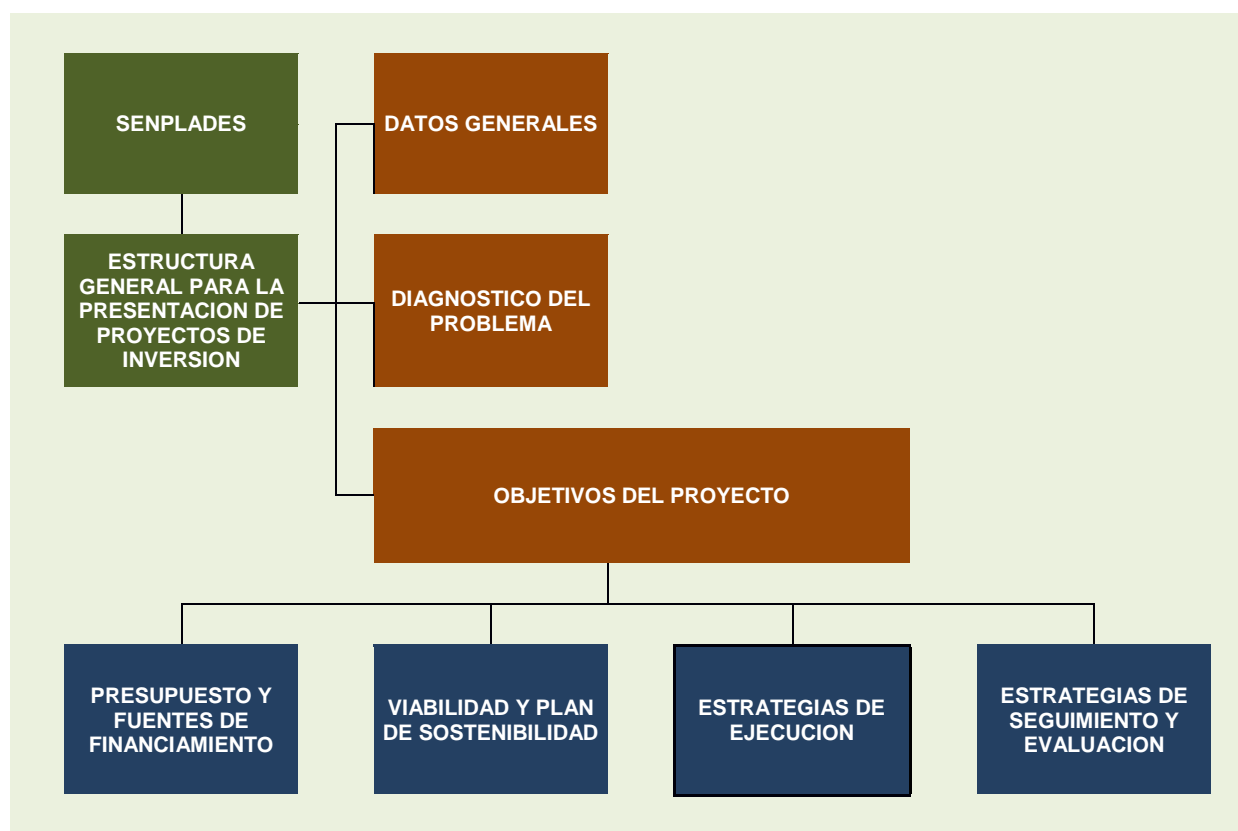 SENPLADES
DATOS GENERALES
ESTRUCTURA
GENERAL PARA LA
PRESENTACION DE
PROYECTOS DE
INVERSION
DIAGNOSTICO DEL
PROBLEMA
OBJETIVOS DEL PROYECTO
PRESUPUESTO Y
FUENTES DE
FINANCIAMIENTO
VIABILIDAD Y PLAN
DE SOSTENIBILIDAD
ESTRATEGIAS DE
EJECUCION
ESTRATEGIAS DE
SEGUIMIENTO Y
EVALUACION